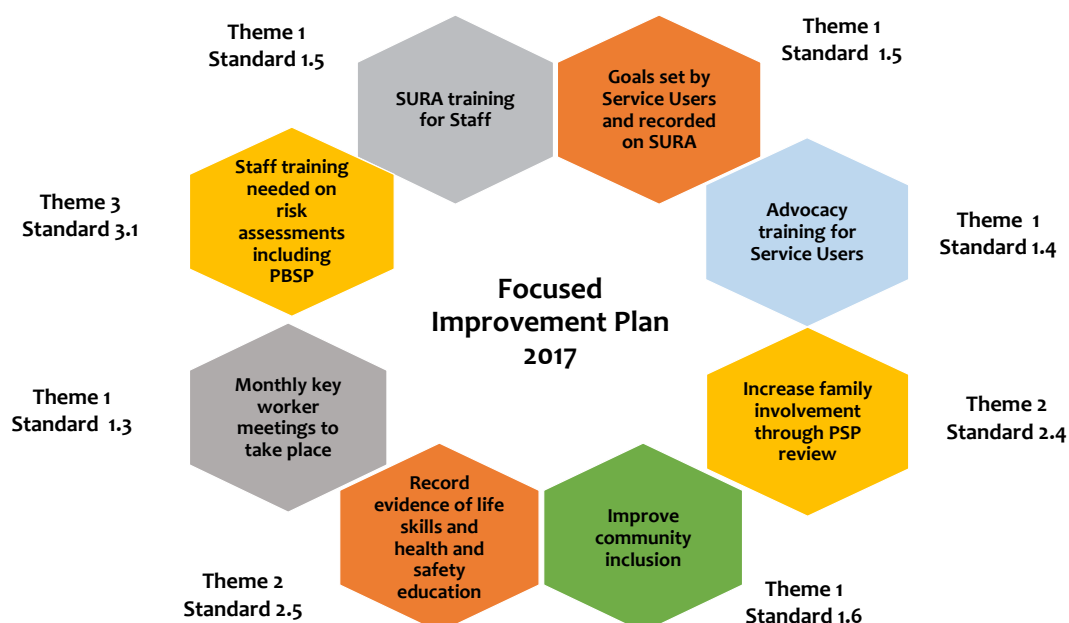 Theme 1
Standard 1.5
SURA training
for Staff
Goals set by
Service Users
and recorded
on SURA
Theme 1
Standard 1.5
Theme 3
Standard 3.1
Staff training
needed on
risk
assessments
including
PBSP
Advocacy
training for
Service Users
Theme 1
Standard 1.4
Focused
Improvement Plan
2017
Theme 1
Standard 1.3
Monthly key
worker
meetings to
take place
Increase family
involvement
through PSP
review
Theme 2
Standard 2.4
Record
evidence of life
skills and
health and
safety
education
Theme 2
Standard 2.5
Improve
community
inclusion
Theme 1
Standard 1.6